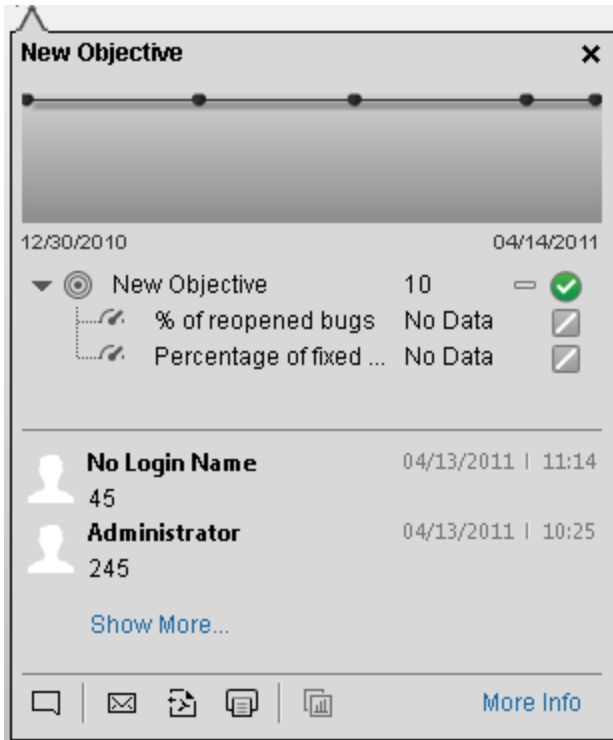 New Objective
12/30/2010 04/14/2011
New Objective 10
% of reopened bugs No Data
Percentage of fixed ... No Data
No Login Name 04/13/2011 | 11:14
45
Administrator 04/13/2011 | 10:25
245
Show More...
More Info